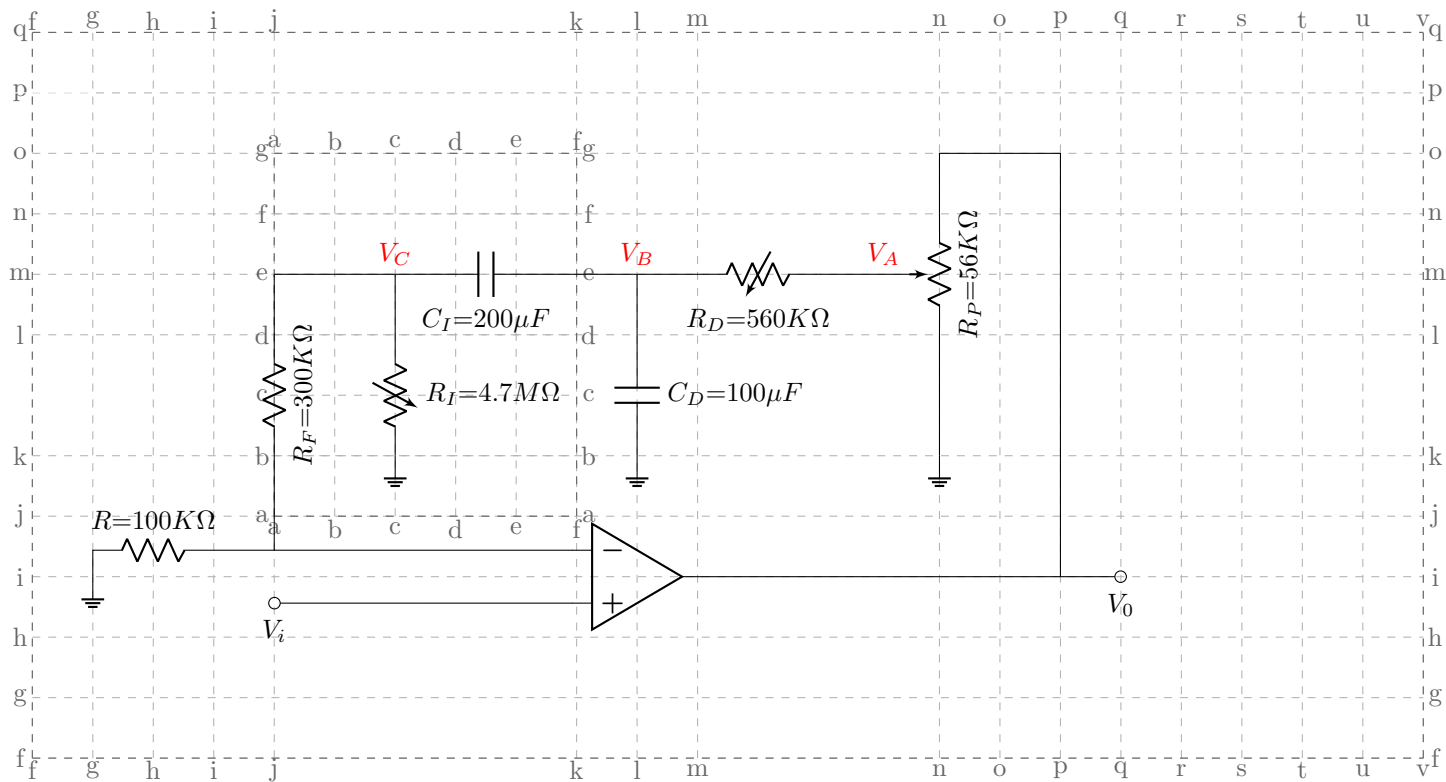 q f g h i j k l m n o p q r s t u v q
p p
a b c d e f
o g g o
n f f n
V_C V_B V_A
m e e m
C_I=200μF R_D=560KΩ R_P=56KΩ
l d d l
R_F=300KΩ
c R_I=4.7MΩ c C_D=100μF
k b b k
j a a j
R=100KΩ a b c d e f
−
i i
+
V_i V_0
h h
g g
f f g h i j k l m n o p q r s t u v f